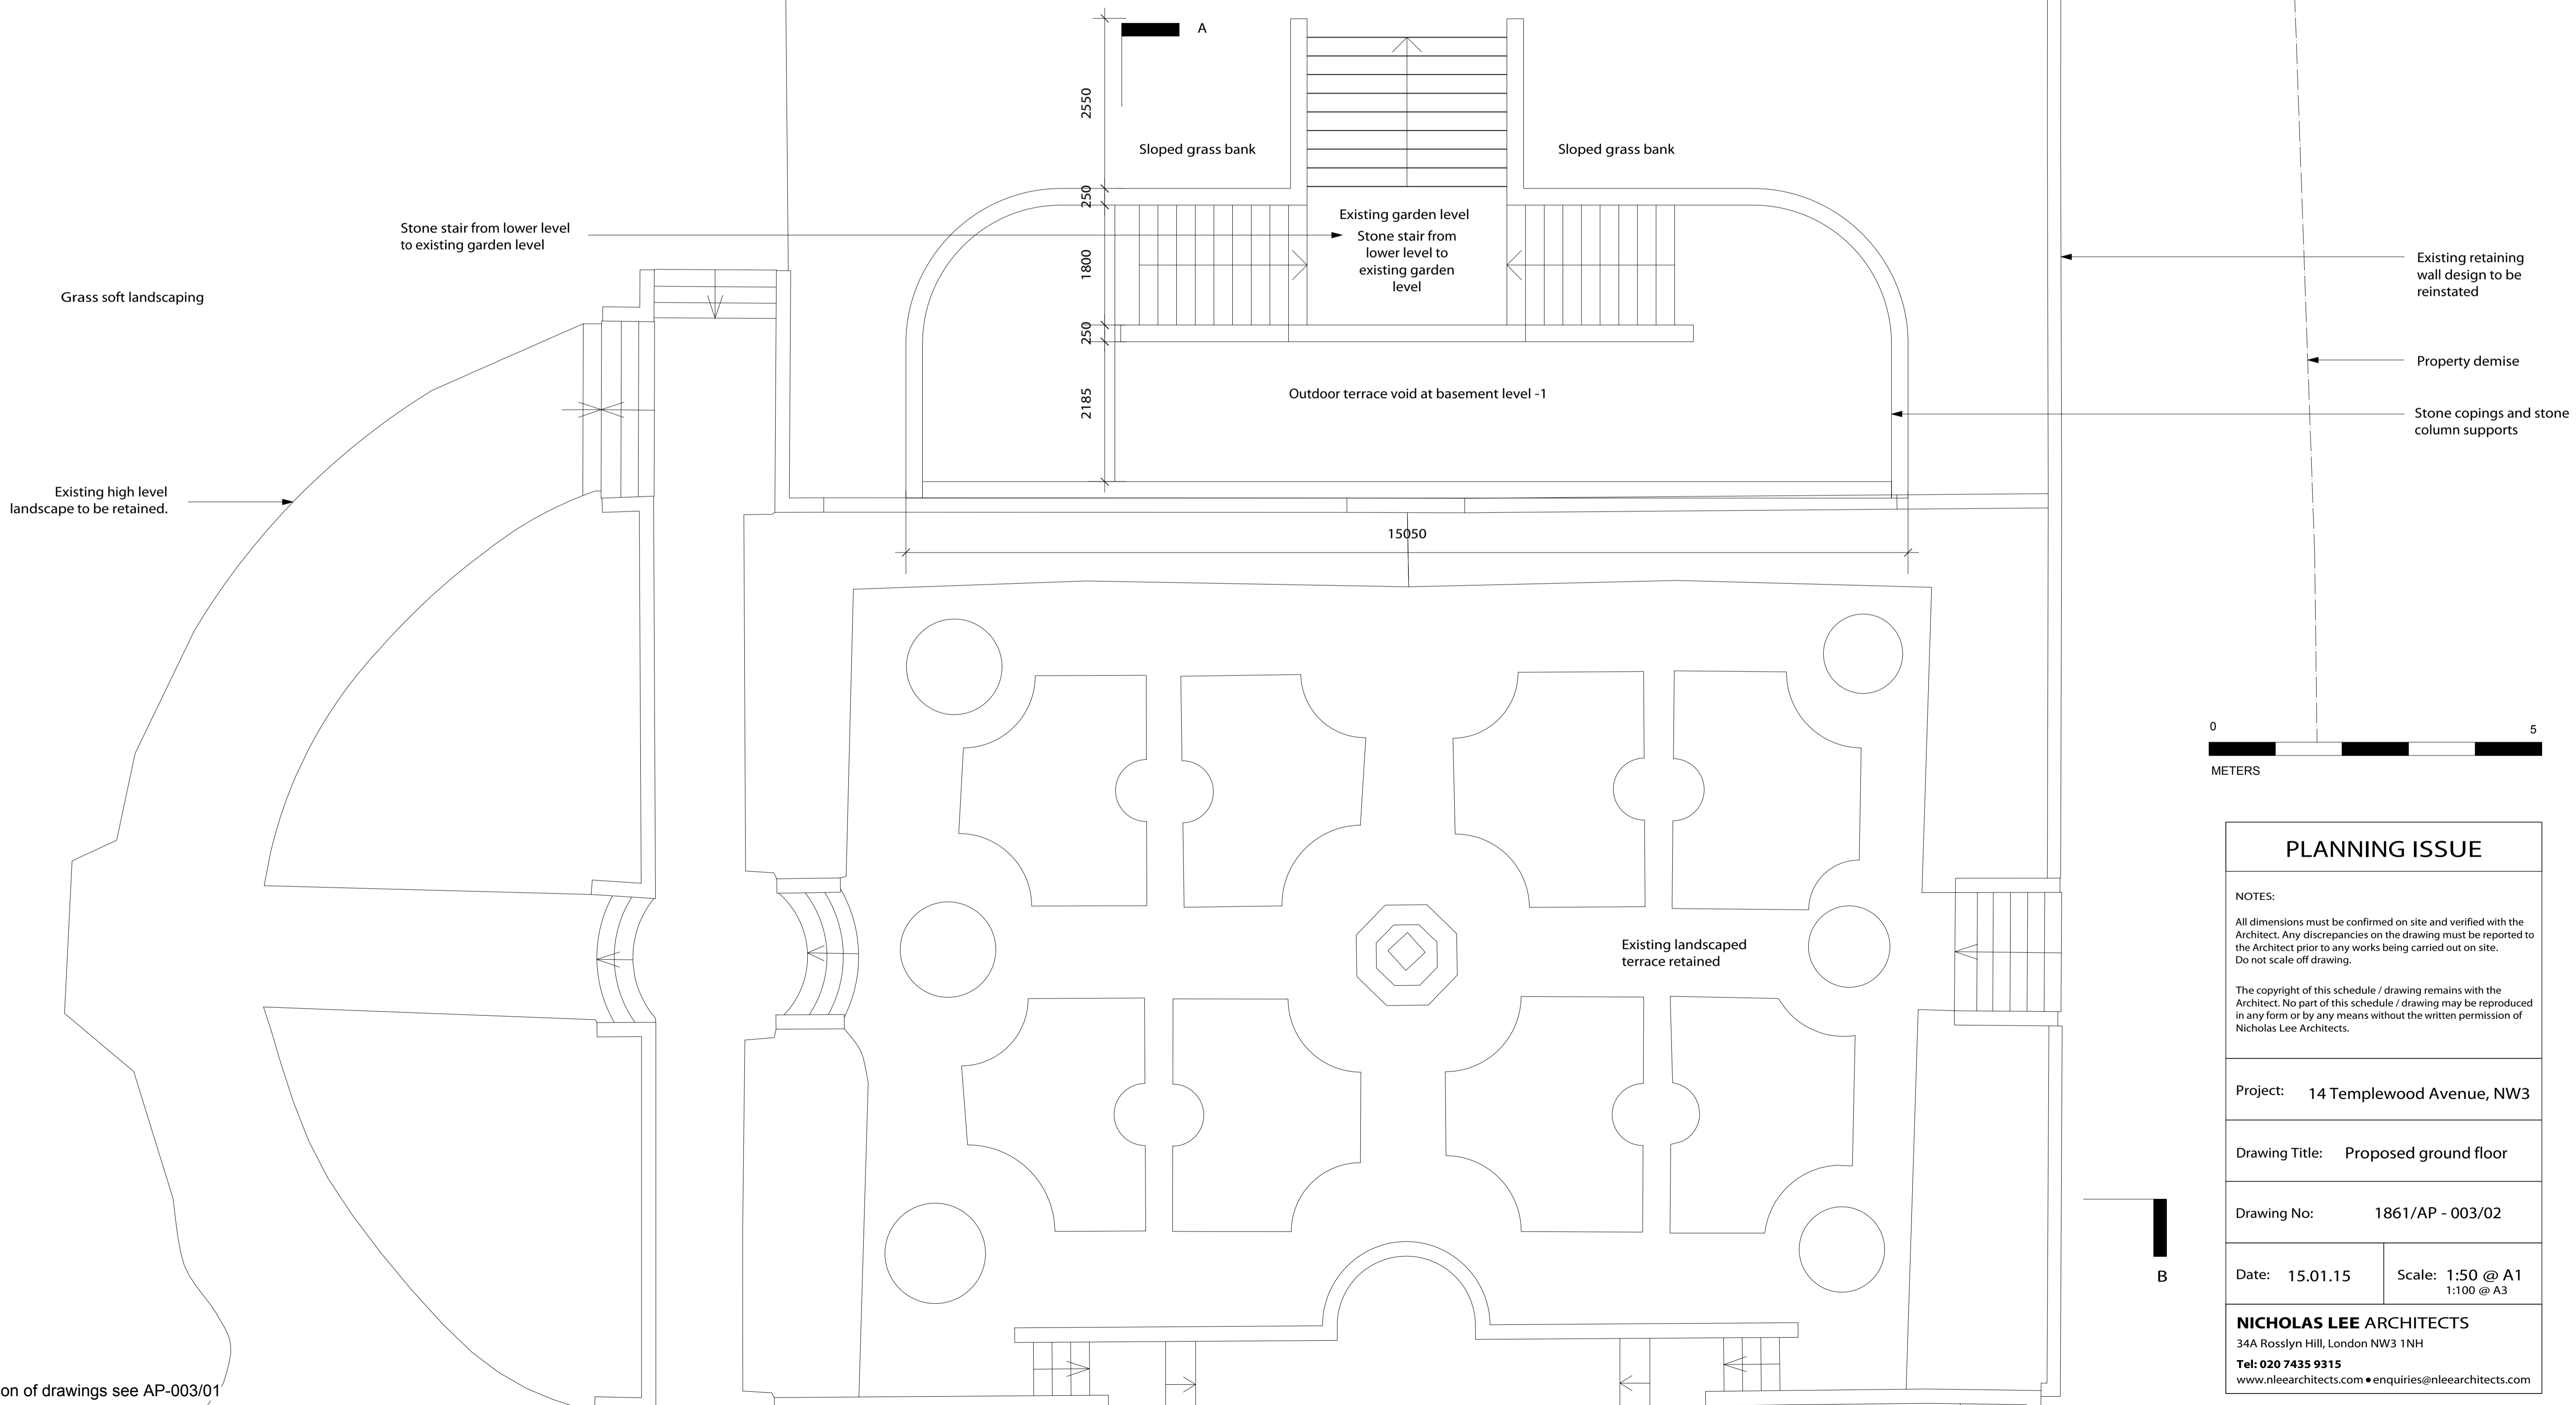 A
2550
Sloped grass bank
Sloped grass bank
250
Stone stair from lower level
to existing garden level
Existing garden level
Stone stair from
lower level to
existing garden
level
1800
Existing retaining
wall design to be
reinstated
Grass soft landscaping
250
Property demise
2185
Outdoor terrace void at basement level -1
Stone copings and stone
column supports
Existing high level
landscape to be retained.
15050
0
5
METERS
Existing landscaped
terrace retained
B
on of drawings see AP-003/01
PLANNING ISSUE
NOTES:
All dimensions must be confirmed on site and verified with the
Architect. Any discrepancies on the drawing must be reported to
the Architect prior to any works being carried out on site.
Do not scale off drawing.
The copyright of this schedule / drawing remains with the
Architect. No part of this schedule / drawing may be reproduced
in any form or by any means without the written permission of
Nicholas Lee Architects.
Project: 14 Templewood Avenue, NW3
Drawing Title: Proposed ground floor
Drawing No: 1861/AP - 003/02
Date: 15.01.15
Scale: 1:50 @ A1
1:100 @ A3
NICHOLAS LEE ARCHITECTS
34A Rosslyn Hill, London NW3 1NH
Tel: 020 7435 9315
www.nleearchitects.com • enquiries@nleearchitects.com